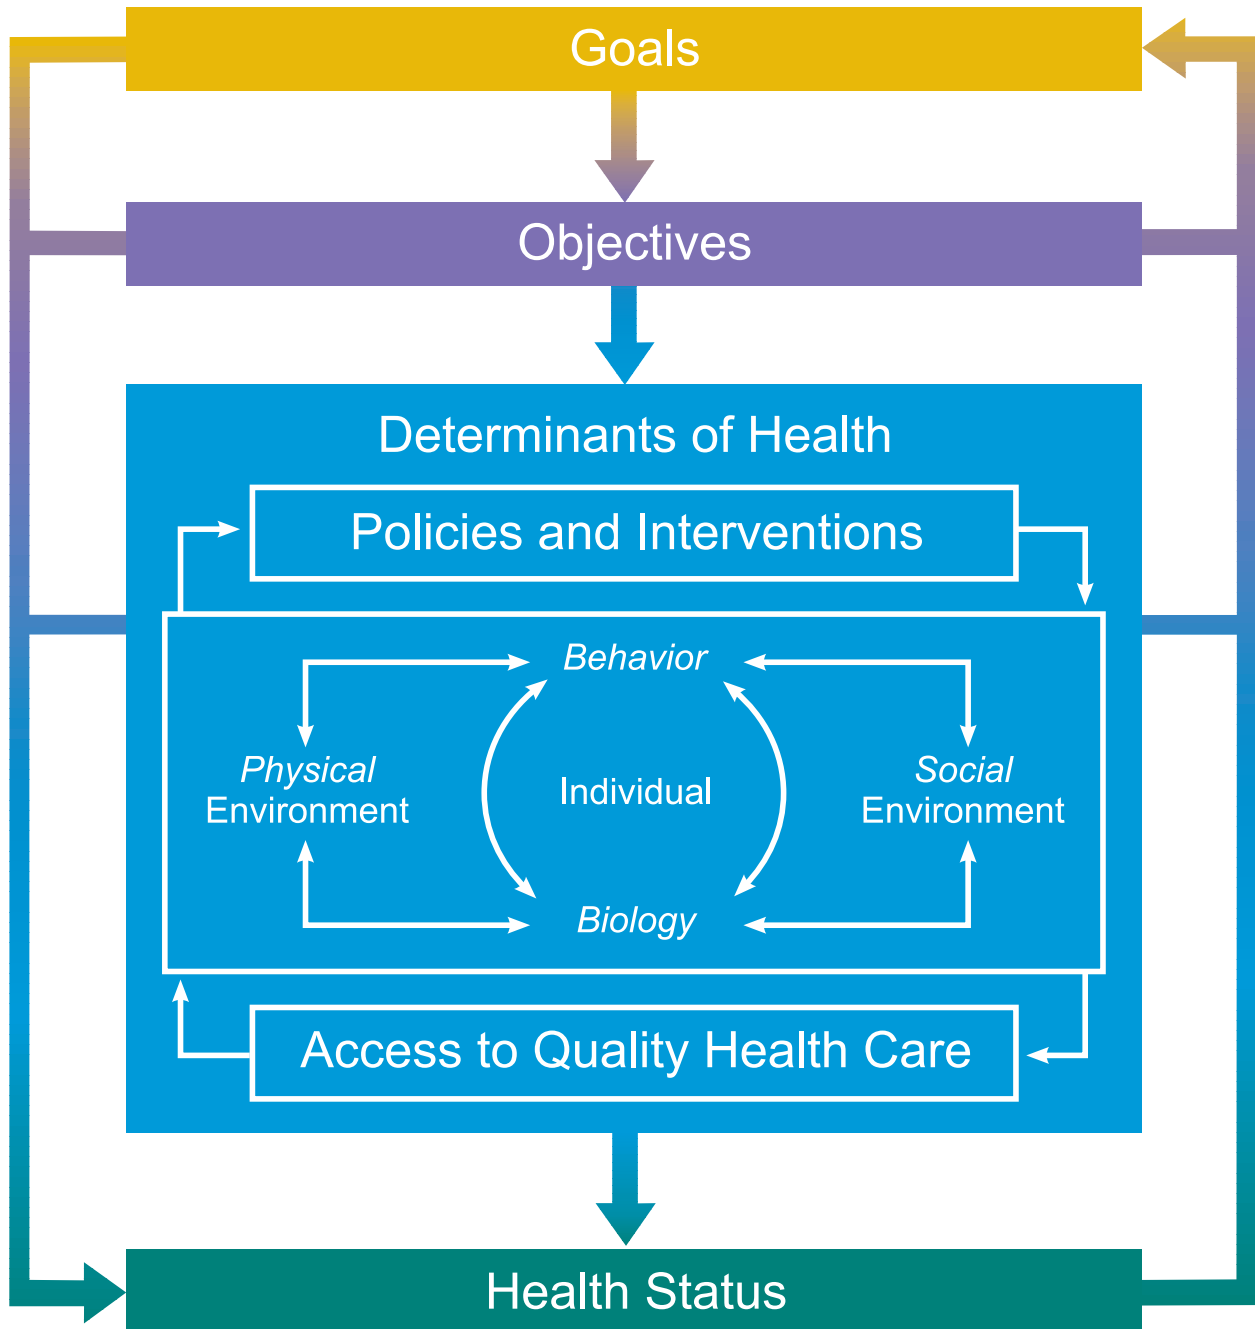 Goals
Objectives
Determinants of Health
Policies and Interventions
Behavior
Physical
Environment
Individual
Social
Environment
Biology
Access to Quality Health Care
Health Status